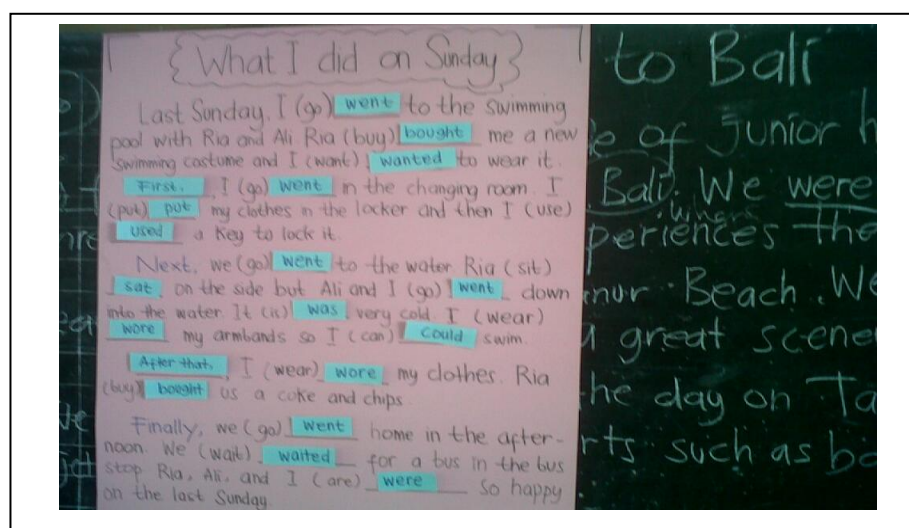 What I did on Sunday
Last Sunday, I (go) went to the swimming
pool with Ria and Ali Ria (buy) bought me a new
swimming costume and I (want) wanted to wear it.
First, I (go) went in the changing room. I
(put) put my clothes in the locker and then I (use)
used a key to lock it.
Next, we (go) went to the water Ria (sit)
sat on the side but Ali and I (go) went down
into the water. It (is) was very cold. I (wear)
wore my armbands so I (can) could swim.
After that, I (wear) wore my clothes. Ria
(buy) bought us a coke and chips.
Finally, we (go) went home in the after-
noon. We (wait) waited for a bus in the bus
stop Ria, Ali, and I (are) were so happy
on the last Sunday.
to Bali
of junior
Bali. We were
where
periences the
nur Beach. We
a great scene
the day on Ta
rts such as bo